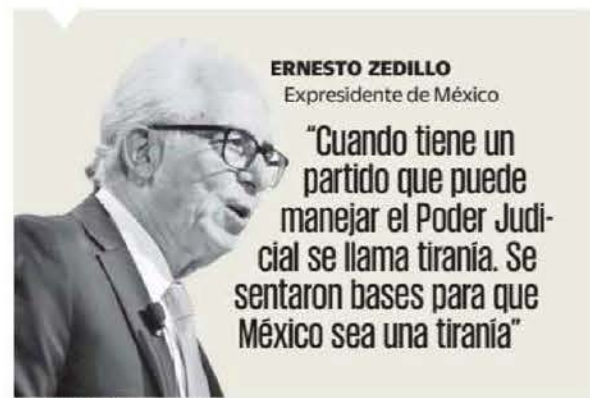 ERNESTO ZEDILLO
Expresidente de México
“Cuando tiene un
partido que puede
manejar el Poder Judi-
cial se llama tiranía. Se
sentaron bases para que
México sea una tiranía”